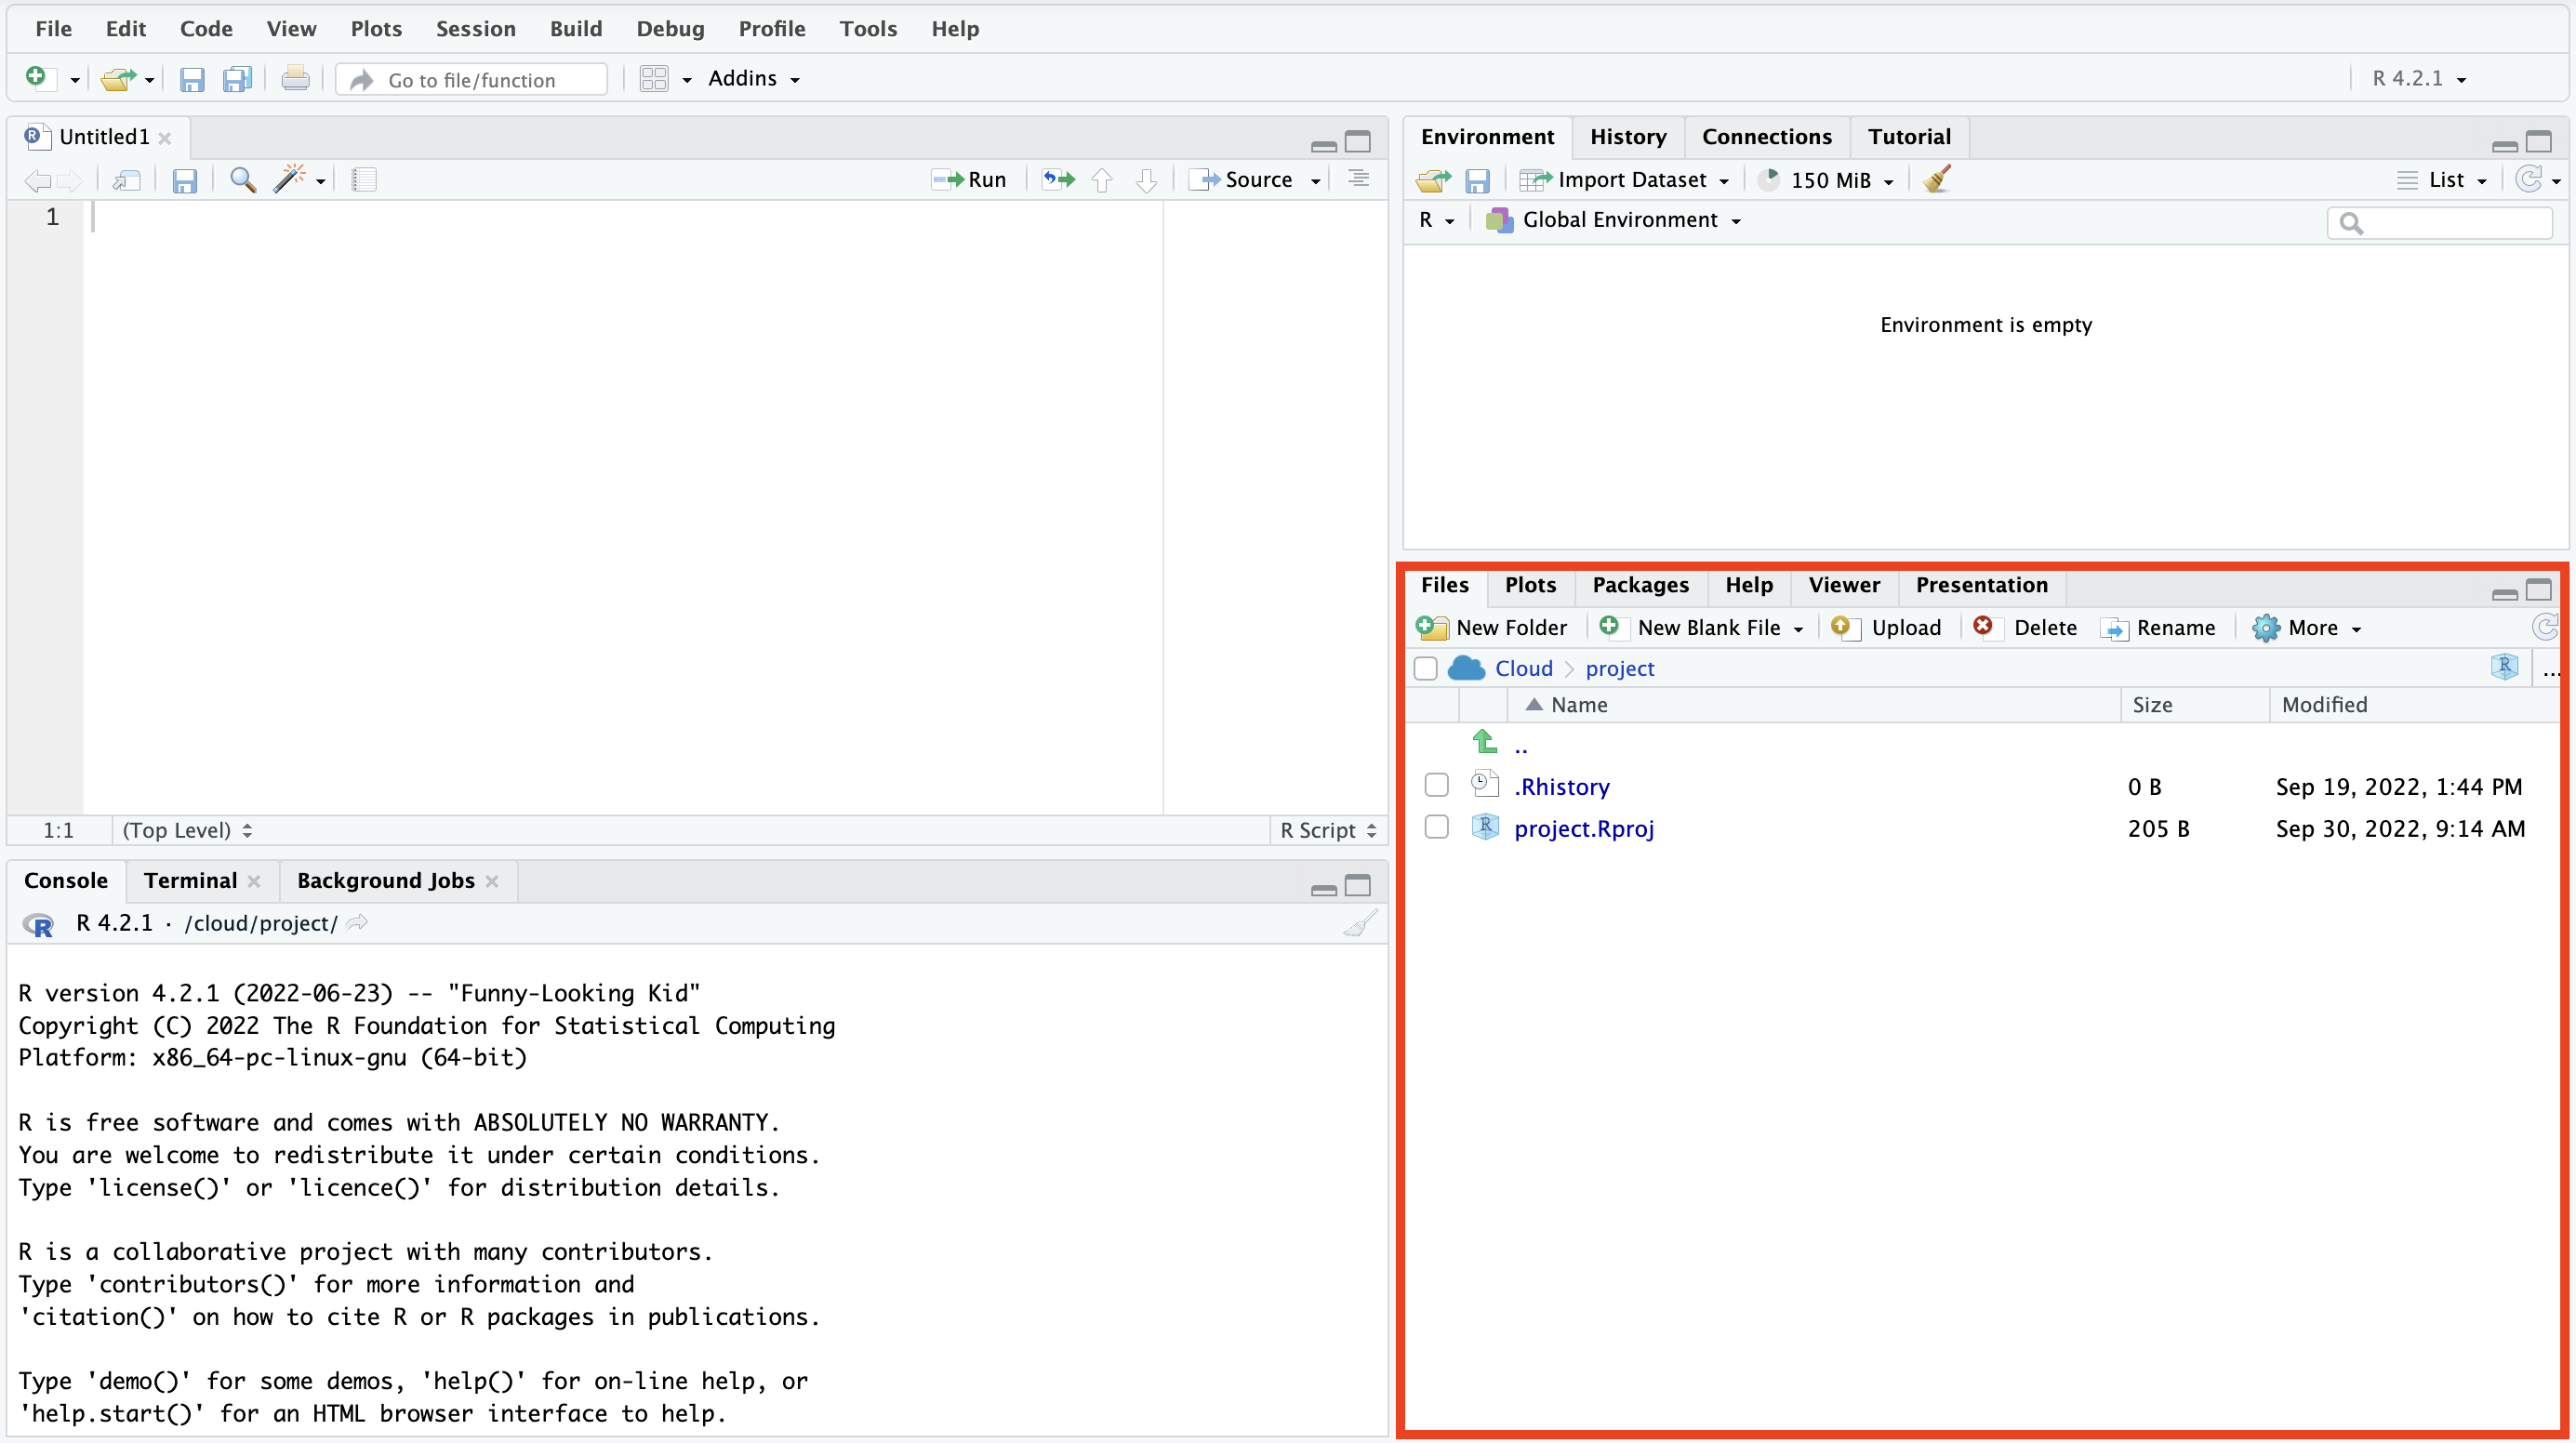 File Edit Code View Plots Session Build Debug Profile Tools Help
Go to file/function Addins R 4.2.1
Untitled1
Run Source
1
1:1 (Top Level) R Script
Console Terminal Background Jobs
R 4.2.1 · /cloud/project/
R version 4.2.1 (2022-06-23) -- "Funny-Looking Kid"
Copyright (C) 2022 The R Foundation for Statistical Computing
Platform: x86_64-pc-linux-gnu (64-bit)
R is free software and comes with ABSOLUTELY NO WARRANTY.
You are welcome to redistribute it under certain conditions.
Type 'license()' or 'licence()' for distribution details.
R is a collaborative project with many contributors.
Type 'contributors()' for more information and
'citation()' on how to cite R or R packages in publications.
Type 'demo()' for some demos, 'help()' for on-line help, or
'help.start()' for an HTML browser interface to help.
Environment History Connections Tutorial
Import Dataset 150 MiB List
R Global Environment
Environment is empty
Files Plots Packages Help Viewer Presentation
New Folder New Blank File Upload Delete Rename More
Cloud project ...
Name Size Modified
..
.Rhistory 0 B Sep 19, 2022, 1:44 PM
project.Rproj 205 B Sep 30, 2022, 9:14 AM